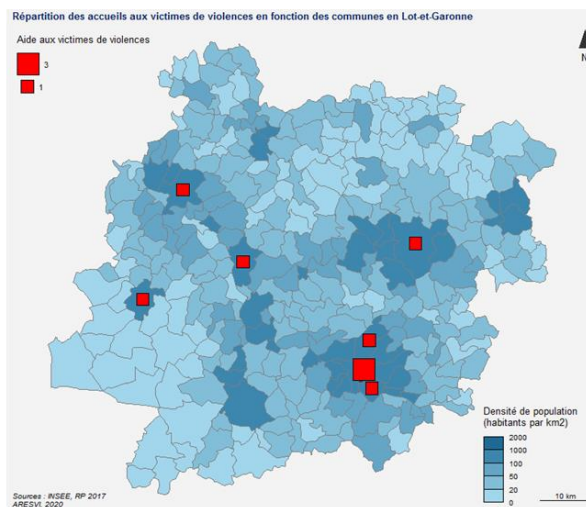 Répartition des accueils aux victimes de violences en fonction des communes en Lot-et-Garonne
Aide aux victimes de violences
3
1
N
Densité de population
(habitants par km2)
2000
1000
100
50
20
0
10 km
Sources : INSEE, RP 2017
ARESVI, 2020